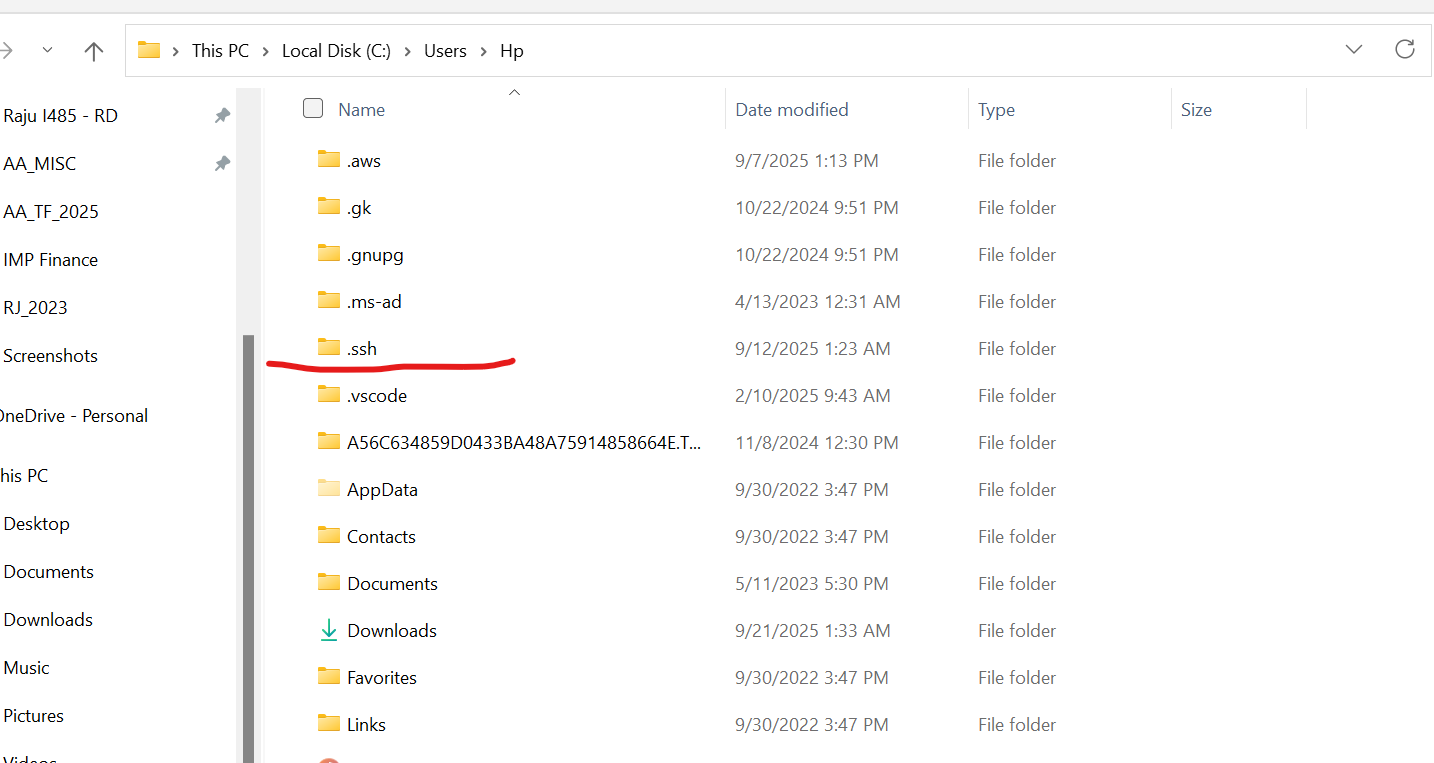 This PC > Local Disk (C:) > Users > Hp
Raju I485 - RD
AA_MISC
AA_TF_2025
IMP Finance
RJ_2023
Screenshots
OneDrive - Personal
This PC
Desktop
Documents
Downloads
Music
Pictures
Videos
Name Date modified Type Size
.aws 9/7/2025 1:13 PM File folder
.gk 10/22/2024 9:51 PM File folder
.gnupg 10/22/2024 9:51 PM File folder
.ms-ad 4/13/2023 12:31 AM File folder
.ssh 9/12/2025 1:23 AM File folder
.vscode 2/10/2025 9:43 AM File folder
A56C634859D0433BA48A75914858664E.T... 11/8/2024 12:30 PM File folder
AppData 9/30/2022 3:47 PM File folder
Contacts 9/30/2022 3:47 PM File folder
Documents 5/11/2023 5:30 PM File folder
Downloads 9/21/2025 1:33 AM File folder
Favorites 9/30/2022 3:47 PM File folder
Links 9/30/2022 3:47 PM File folder